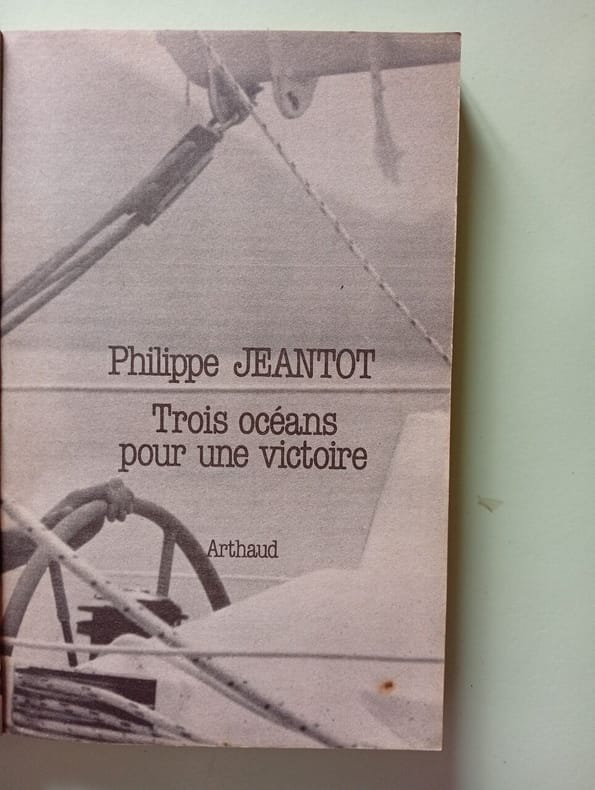 Philippe JEANTOT
Trois océans
pour une victoire
Arthaud